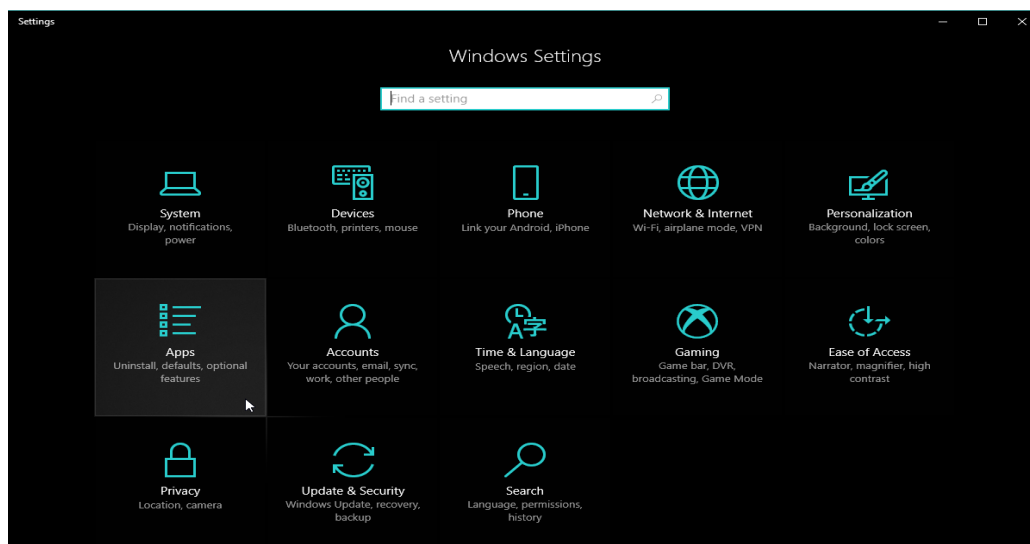 Settings
Windows Settings
Find a setting
System
Display, notifications,
power
Devices
Bluetooth, printers, mouse
Phone
Link your Android, iPhone
Network & Internet
Wi-Fi, airplane mode, VPN
Personalization
Background, lock screen,
colors
Apps
Uninstall, defaults, optional
features
Accounts
Your accounts, email, sync,
work, other people
A字
Time & Language
Speech, region, date
Gaming
Game bar, DVR,
broadcasting, Game Mode
Ease of Access
Narrator, magnifier, high
contrast
Privacy
Location, camera
Update & Security
Windows Update, recovery,
backup
Search
Language, permissions,
history